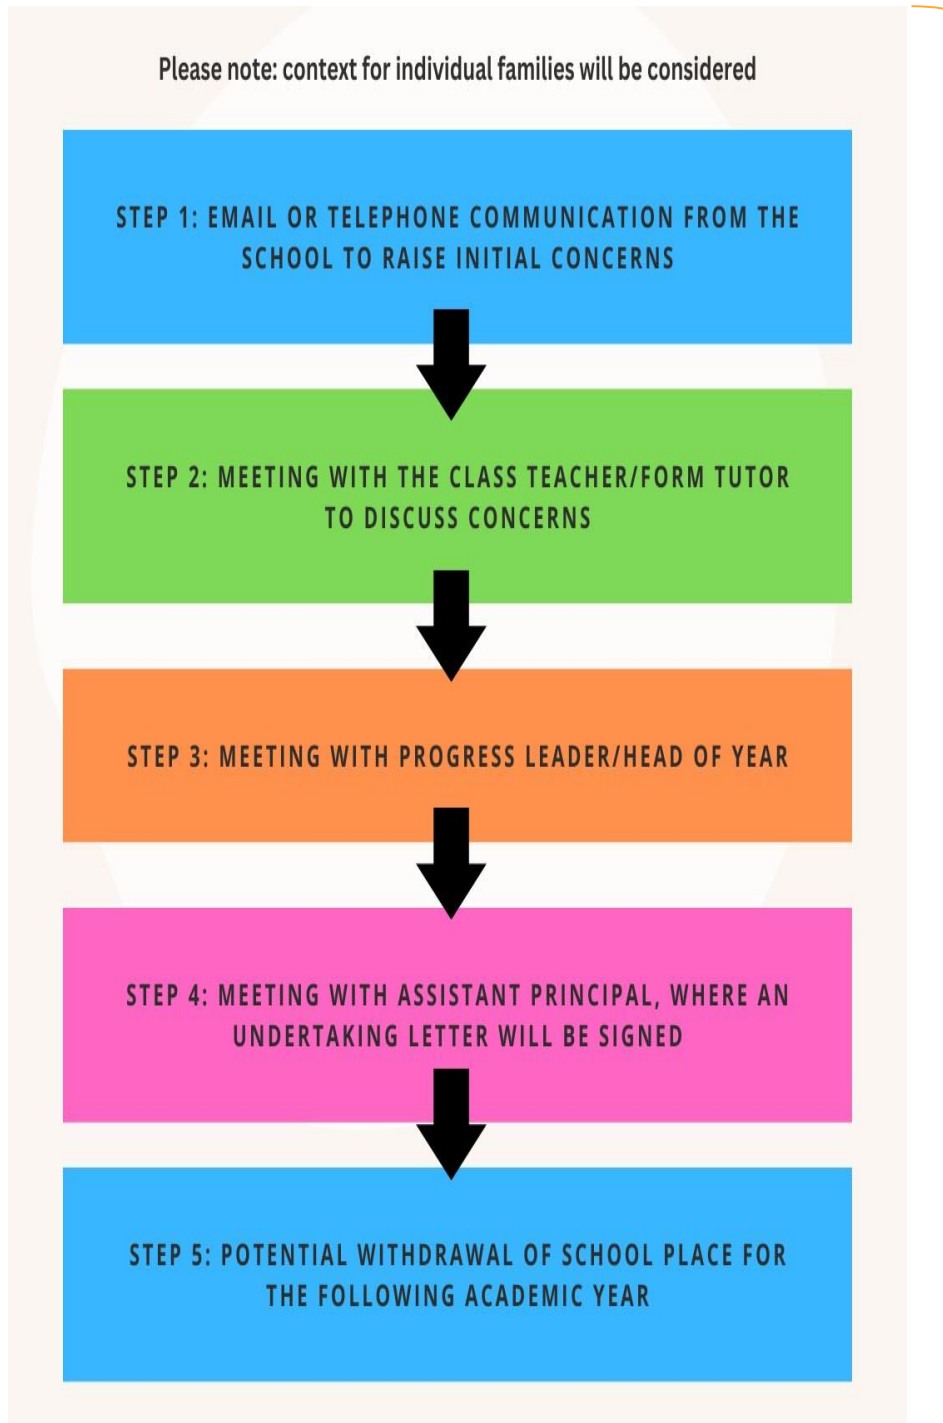 Please note: context for individual families will be considered
STEP 1: EMAIL OR TELEPHONE COMMUNICATION FROM THE
SCHOOL TO RAISE INITIAL CONCERNS
STEP 2: MEETING WITH THE CLASS TEACHER/FORM TUTOR
TO DISCUSS CONCERNS
STEP 3: MEETING WITH PROGRESS LEADER/HEAD OF YEAR
STEP 4: MEETING WITH ASSISTANT PRINCIPAL, WHERE AN
UNDERTAKING LETTER WILL BE SIGNED
STEP 5: POTENTIAL WITHDRAWAL OF SCHOOL PLACE FOR
THE FOLLOWING ACADEMIC YEAR